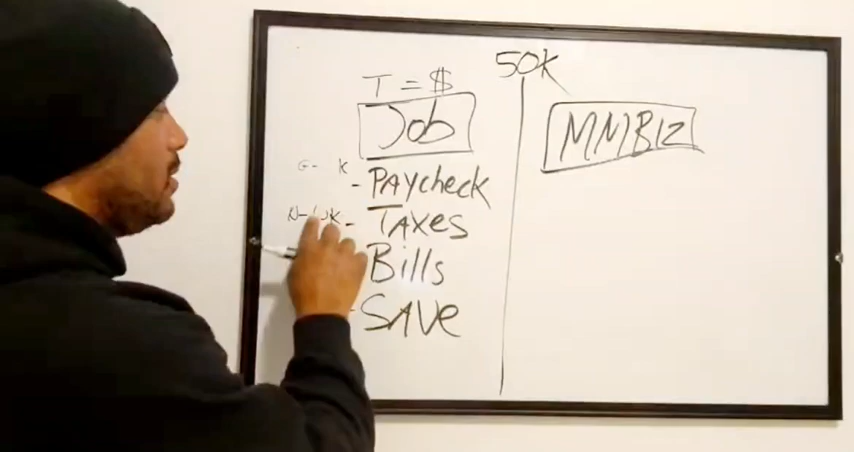 50K
T = $
Job
MMBIZ
- PAycheck
- TAxes
Bills
SAVE